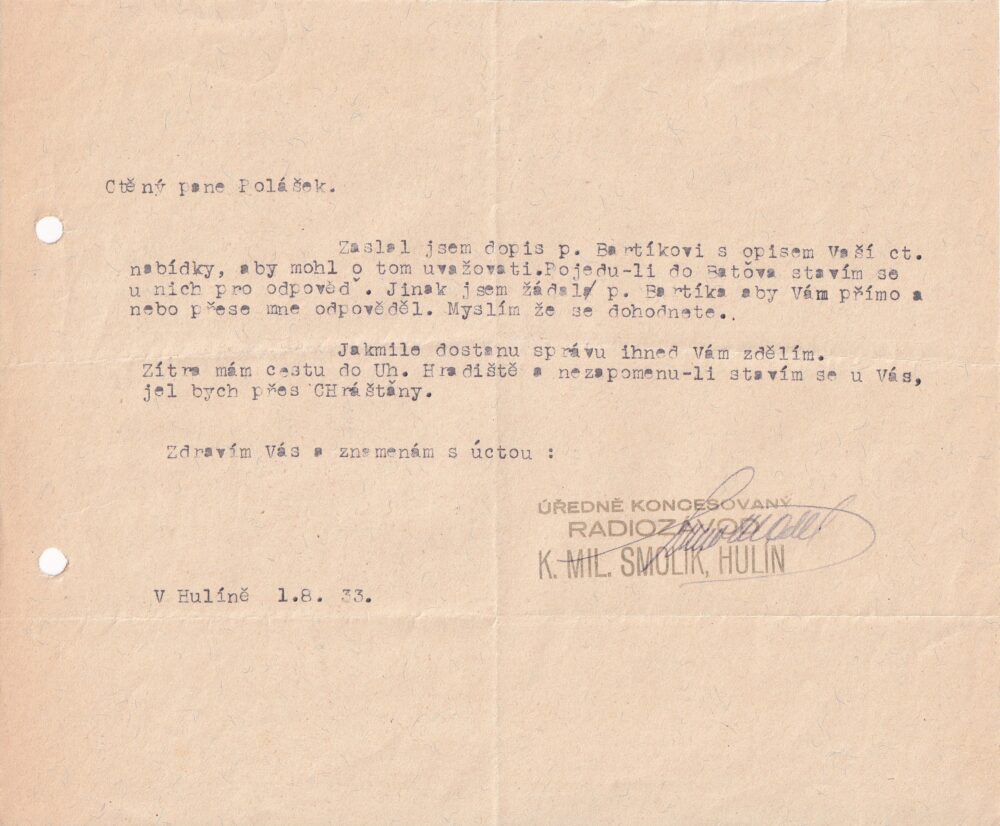 Ctěný pane Polášek.
Zaslal jsem dopis p. Bartíkovi s opisem Vaší ct.
nabídky, aby mohl o tom uvažovati.Pojedu-li do Baťova stavím se
u nich pro odpověďˇ. Jinak jsem žádal/ p. Bartíka aby Vám přímo a
nebo přese mne odpověděl. Myslím že se dohodnete..
Jakmile dostanu správu ihned Vám zdělím.
Zítra mám cestu do Uh. Hradiště a nezapomenu-li stavím se u Vás,
jel bych přes CHráštěny.
Zdravím Vás a znamenám s úctou :
ÚŘEDNĚ KONCESOVANÝ
RADIOZÁVOD
K. MIL. SMOLÍK, HULÍN
V Hulíně 1.8. 33.